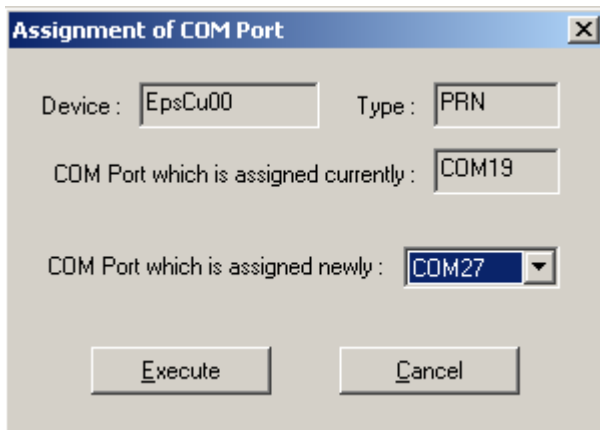 Assignment of COM Port
Device : EpsCu00 Type : PRN
COM Port which is assigned currently : COM19
COM Port which is assigned newly : COM27
Execute Cancel